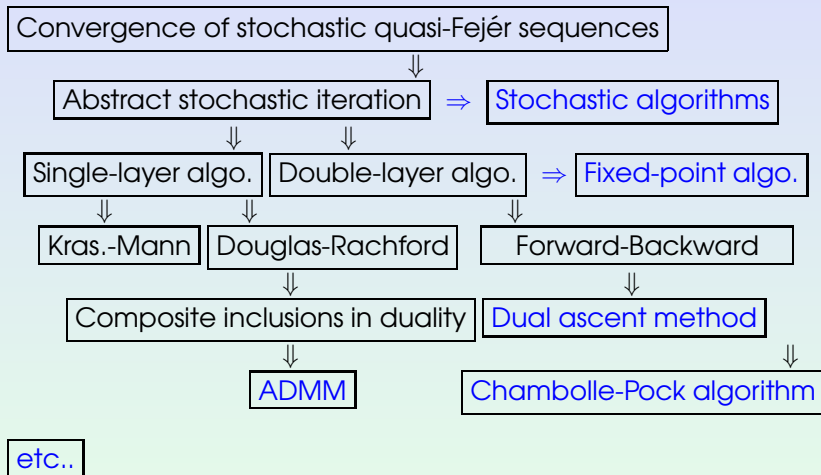 Convergence of stochastic quasi-Fejér sequences
⇓
Abstract stochastic iteration ⇒ Stochastic algorithms
⇓ ⇓
Single-layer algo. Double-layer algo. ⇒ Fixed-point algo.
⇓ ⇓ ⇓
Kras.-Mann Douglas-Rachford Forward-Backward
⇓ ⇓
Composite inclusions in duality Dual ascent method
⇓ ⇓
ADMM Chambolle-Pock algorithm
etc..